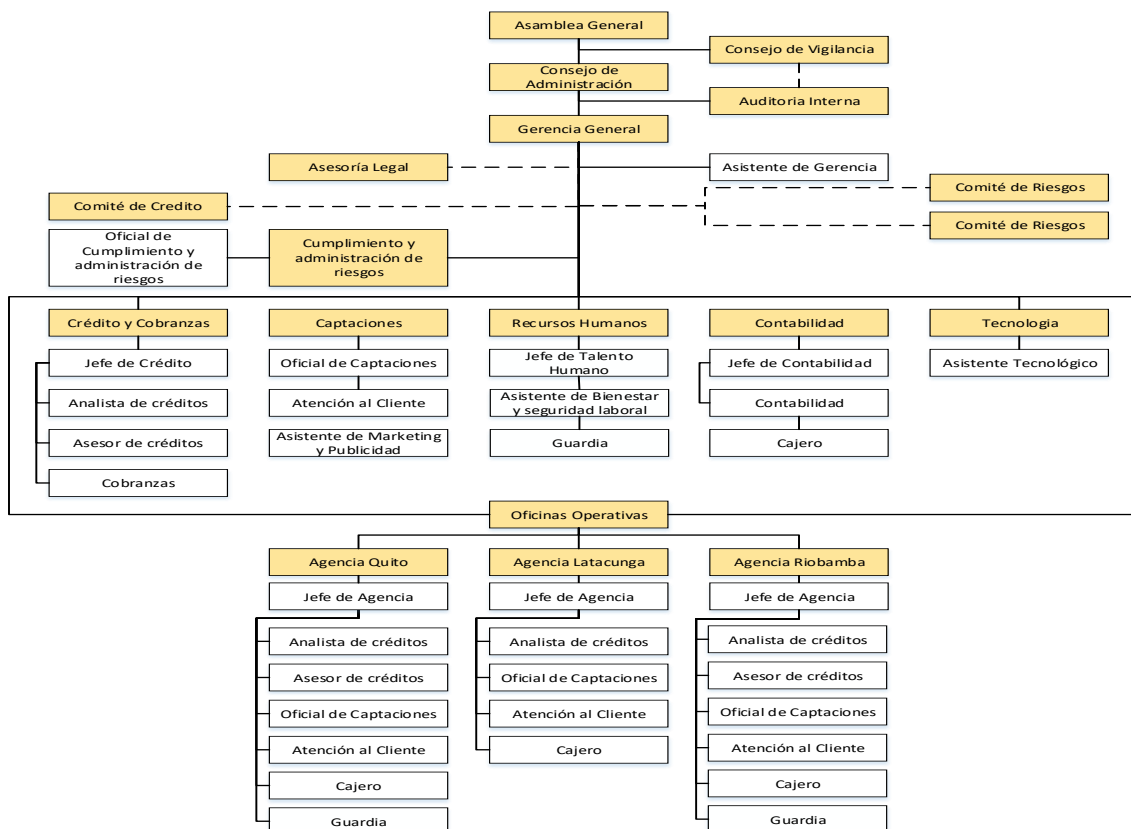 Asamblea General
Consejo de Vigilancia
Consejo de
Administración
Auditoria Interna
Gerencia General
Asesoría Legal
Asistente de Gerencia
Comité de Riesgos
Comité de Credito
Comité de Riesgos
Oficial de
Cumplimiento y
administración de
riesgos
Cumplimiento y
administración de
riesgos
Crédito y Cobranzas
Captaciones
Recursos Humanos
Contabilidad
Tecnologia
Jefe de Crédito
Oficial de Captaciones
Jefe de Talento
Humano
Jefe de Contabilidad
Asistente Tecnológico
Analista de créditos
Atención al Cliente
Asistente de Bienestar
y seguridad laboral
Contabilidad
Asesor de créditos
Asistente de Marketing
y Publicidad
Guardia
Cajero
Cobranzas
Oficinas Operativas
Agencia Quito
Agencia Latacunga
Agencia Riobamba
Jefe de Agencia
Jefe de Agencia
Jefe de Agencia
Analista de créditos
Analista de créditos
Analista de créditos
Asesor de créditos
Oficial de Captaciones
Asesor de créditos
Oficial de Captaciones
Atención al Cliente
Oficial de Captaciones
Atención al Cliente
Cajero
Atención al Cliente
Cajero
Cajero
Guardia
Guardia